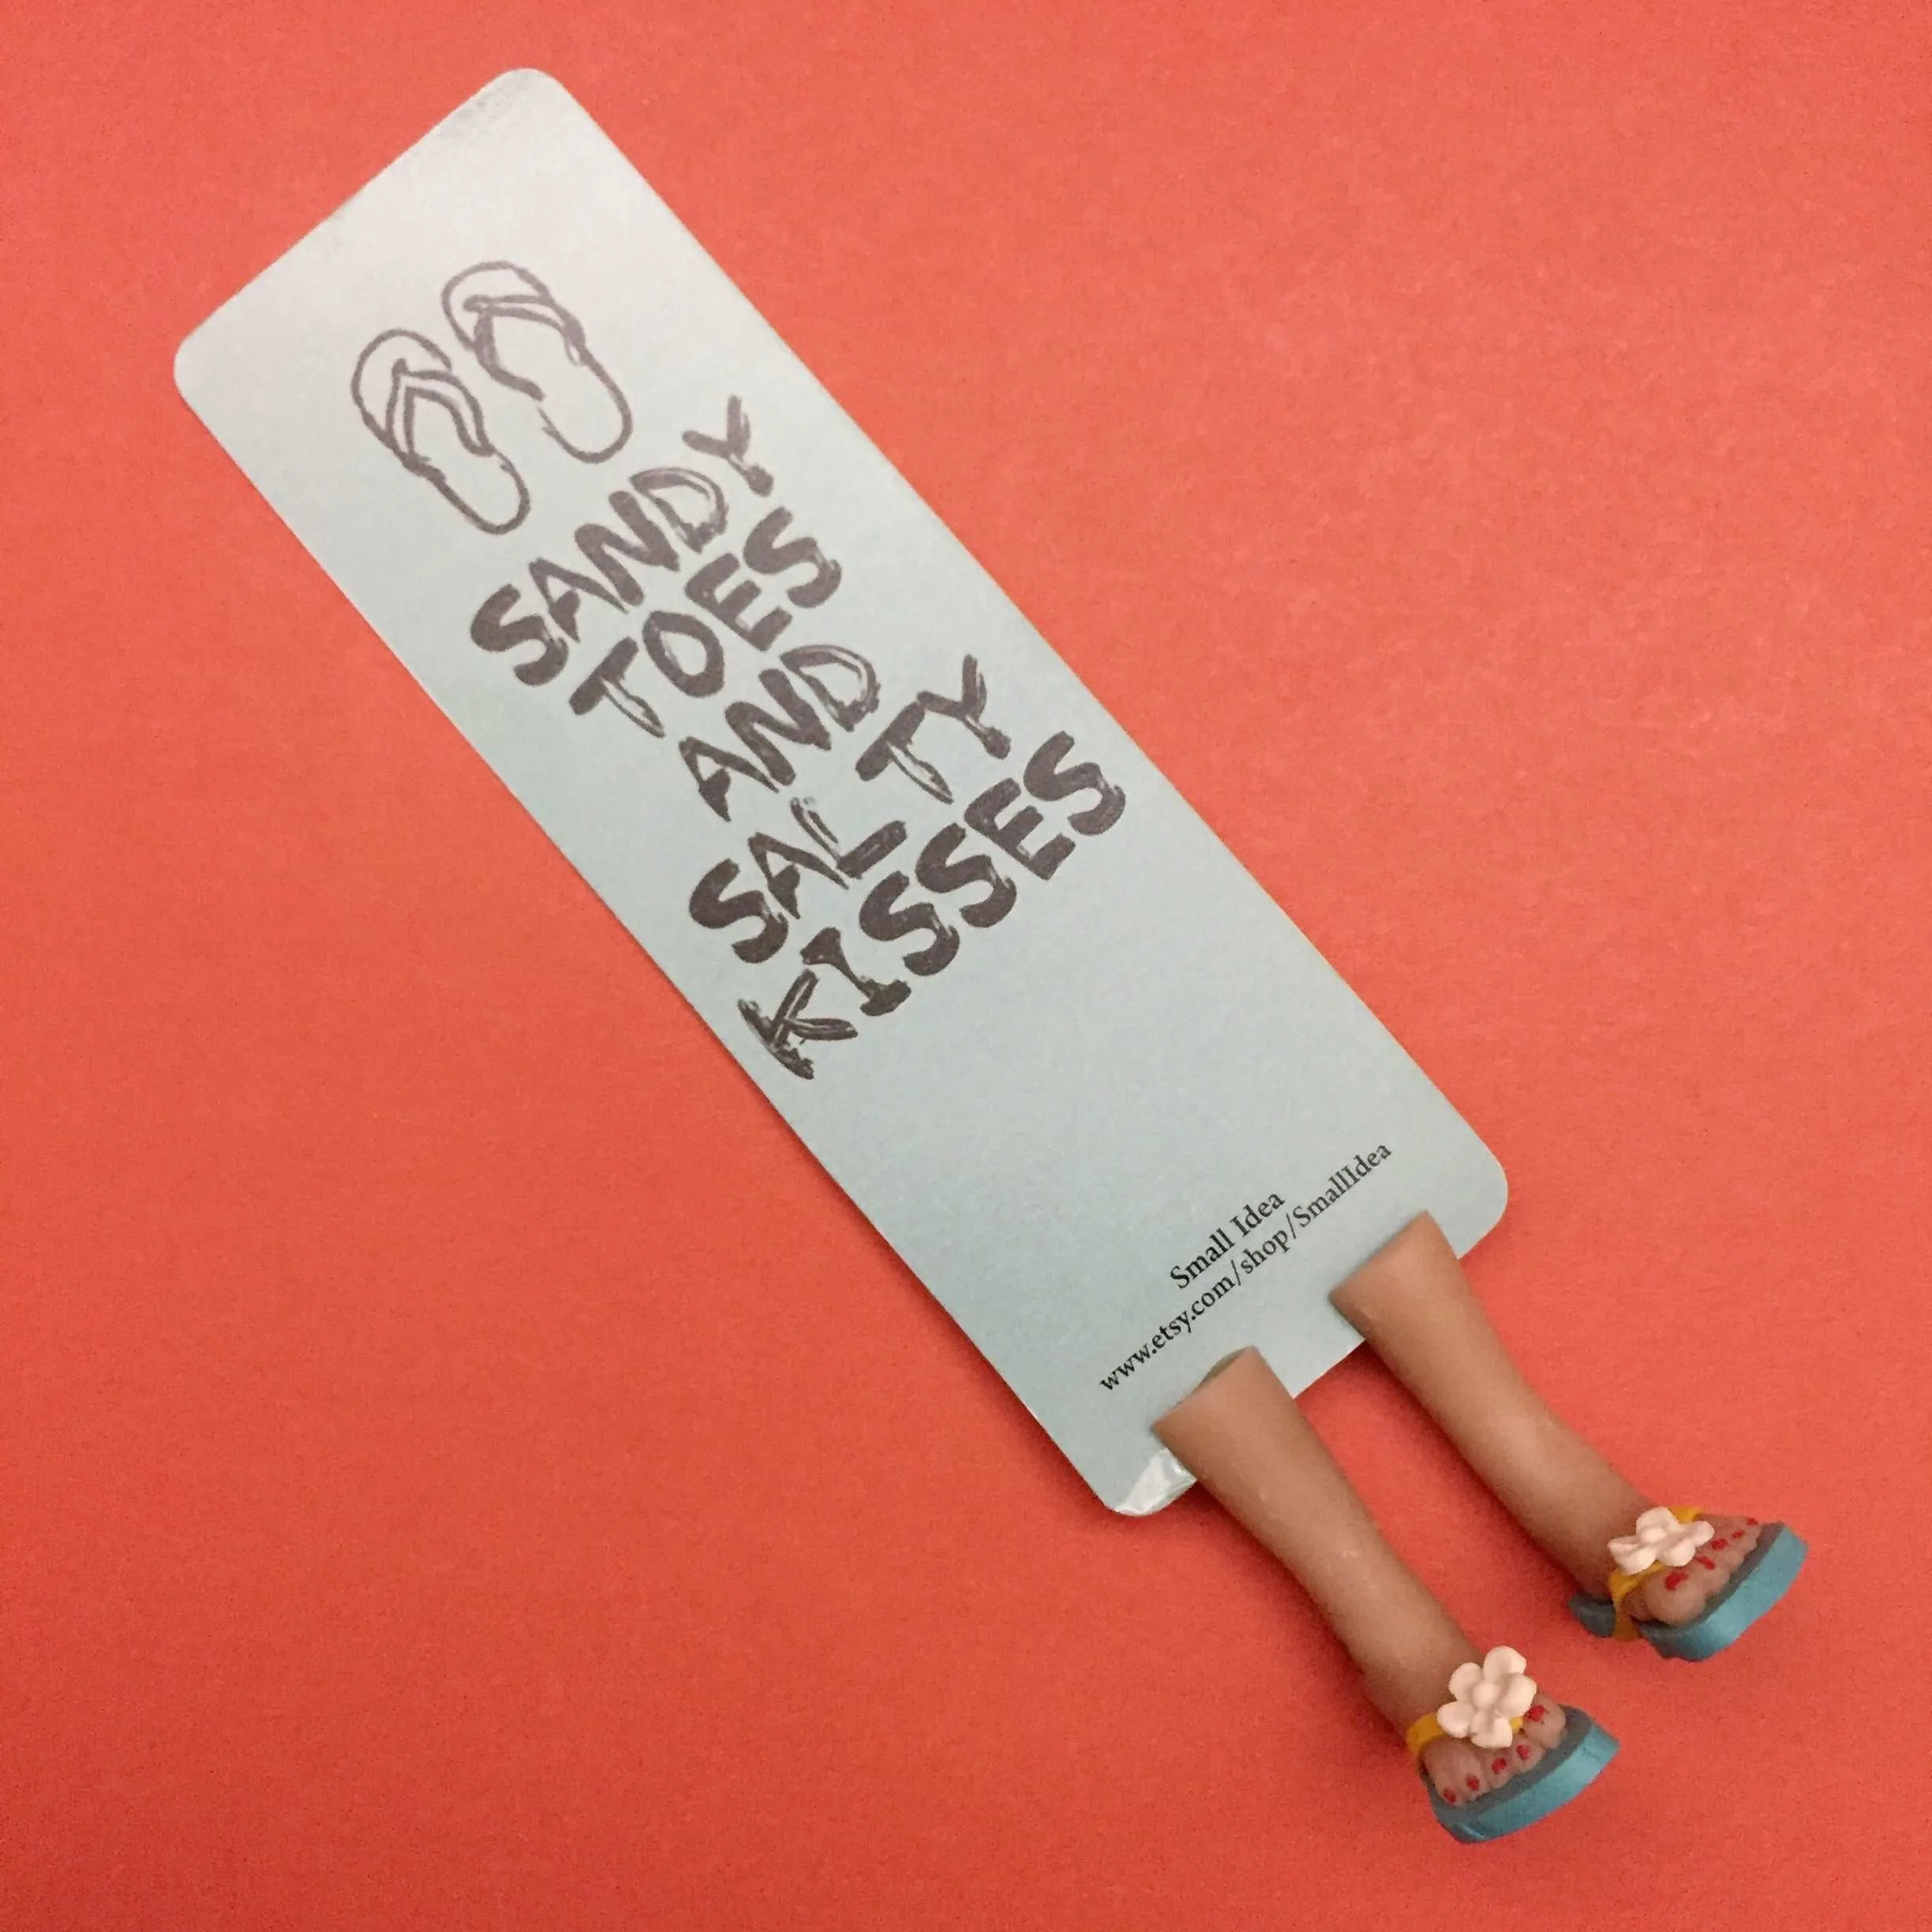 SANDY
TOES
AND
SALTY
KISSES
Small Idea
www.etsy.com/shop/SmallIdea